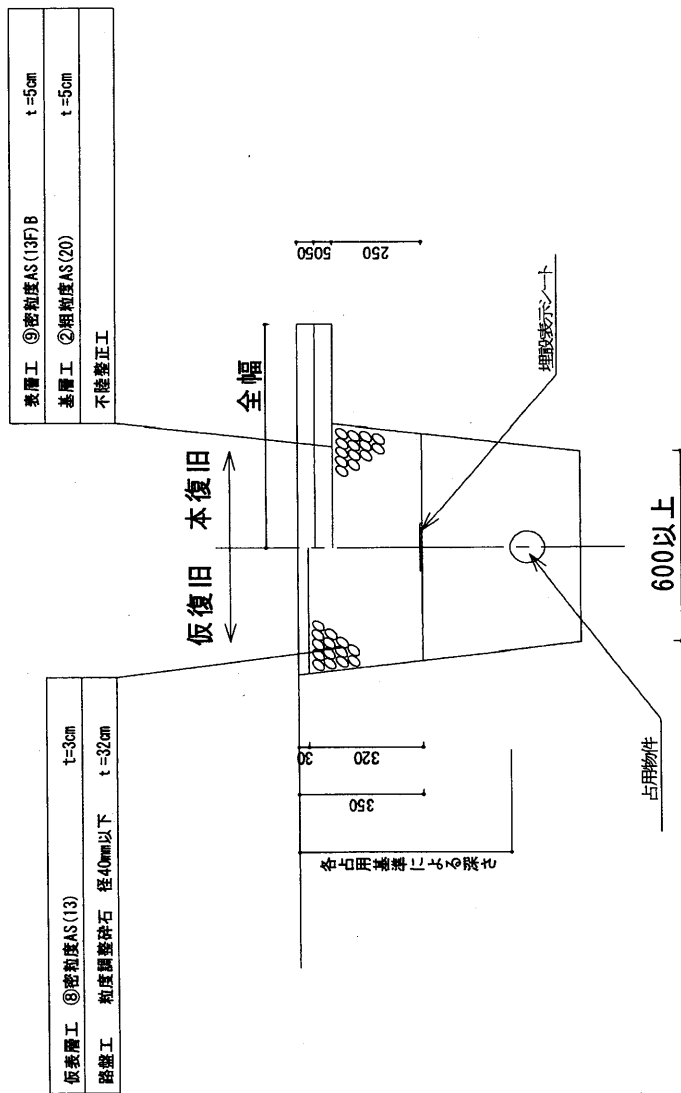 仮表層工 ⑧密粒度AS(13) t=3cm
路盤工 粒度調整砕石 径40mm以下 t=32cm
表層工 ⑨密粒度AS(13F)B t=5cm
基層工 ②粗粒度AS(20) t=5cm
不陸整正工
仮復旧
本復旧
全幅
30
320
350
各占用基準による深さ
50
50
250
埋設表示シート
占用物件
600以上